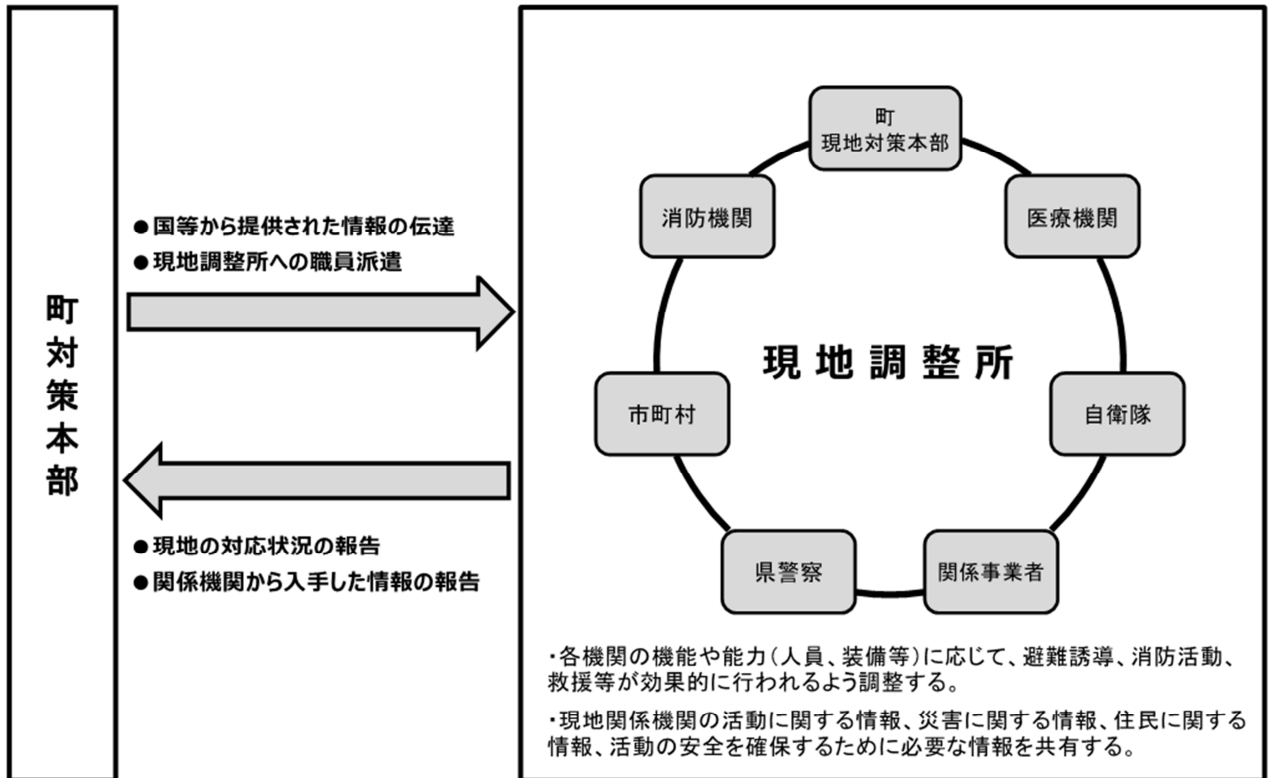 町対策本部
●国等から提供された情報の伝達
●現地調整所への職員派遣
●現地の対応状況の報告
●関係機関から入手した情報の報告
町
現地対策本部
消防機関
医療機関
現地調整所
市町村
自衛隊
県警察
関係事業者
・各機関の機能や能力(人員、装備等)に応じて、避難誘導、消防活動、
救援等が効果的に行われるよう調整する。
・現地関係機関の活動に関する情報、災害に関する情報、住民に関する
情報、活動の安全を確保するために必要な情報を共有する。